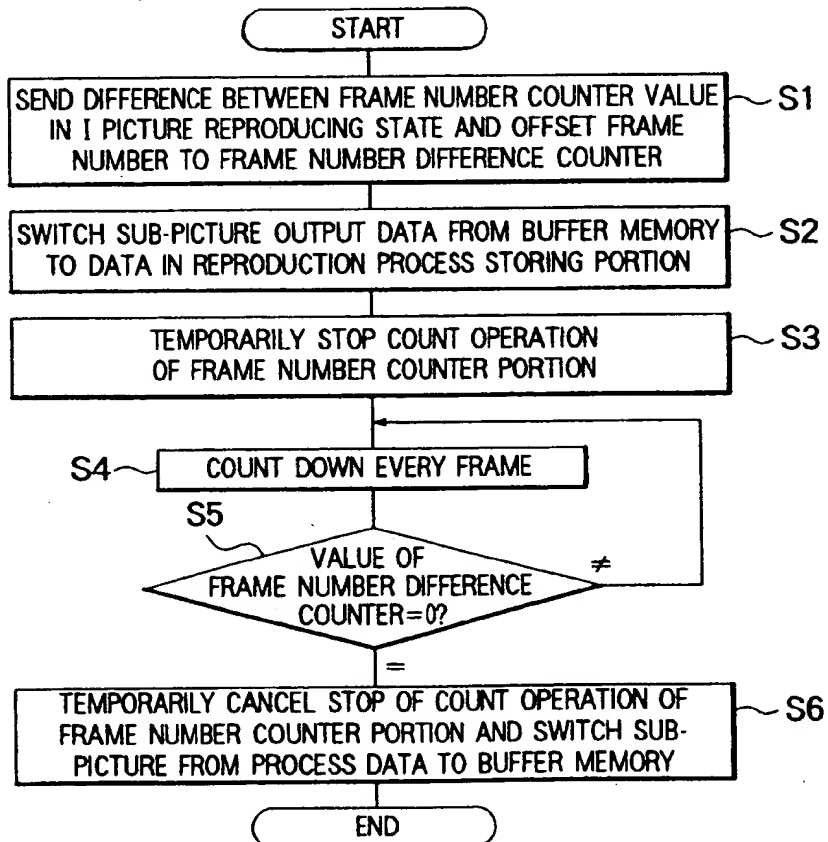 START
SEND DIFFERENCE BETWEEN FRAME NUMBER COUNTER VALUE
IN I PICTURE REPRODUCING STATE AND OFFSET FRAME
NUMBER TO FRAME NUMBER DIFFERENCE COUNTER
S1
SWITCH SUB-PICTURE OUTPUT DATA FROM BUFFER MEMORY
TO DATA IN REPRODUCTION PROCESS STORING PORTION
S2
TEMPORARILY STOP COUNT OPERATION
OF FRAME NUMBER COUNTER PORTION
S3
S4
COUNT DOWN EVERY FRAME
S5
VALUE OF
FRAME NUMBER DIFFERENCE
COUNTER=0?
≠
=
TEMPORARILY CANCEL STOP OF COUNT OPERATION OF
FRAME NUMBER COUNTER PORTION AND SWITCH SUB-
PICTURE FROM PROCESS DATA TO BUFFER MEMORY
S6
END